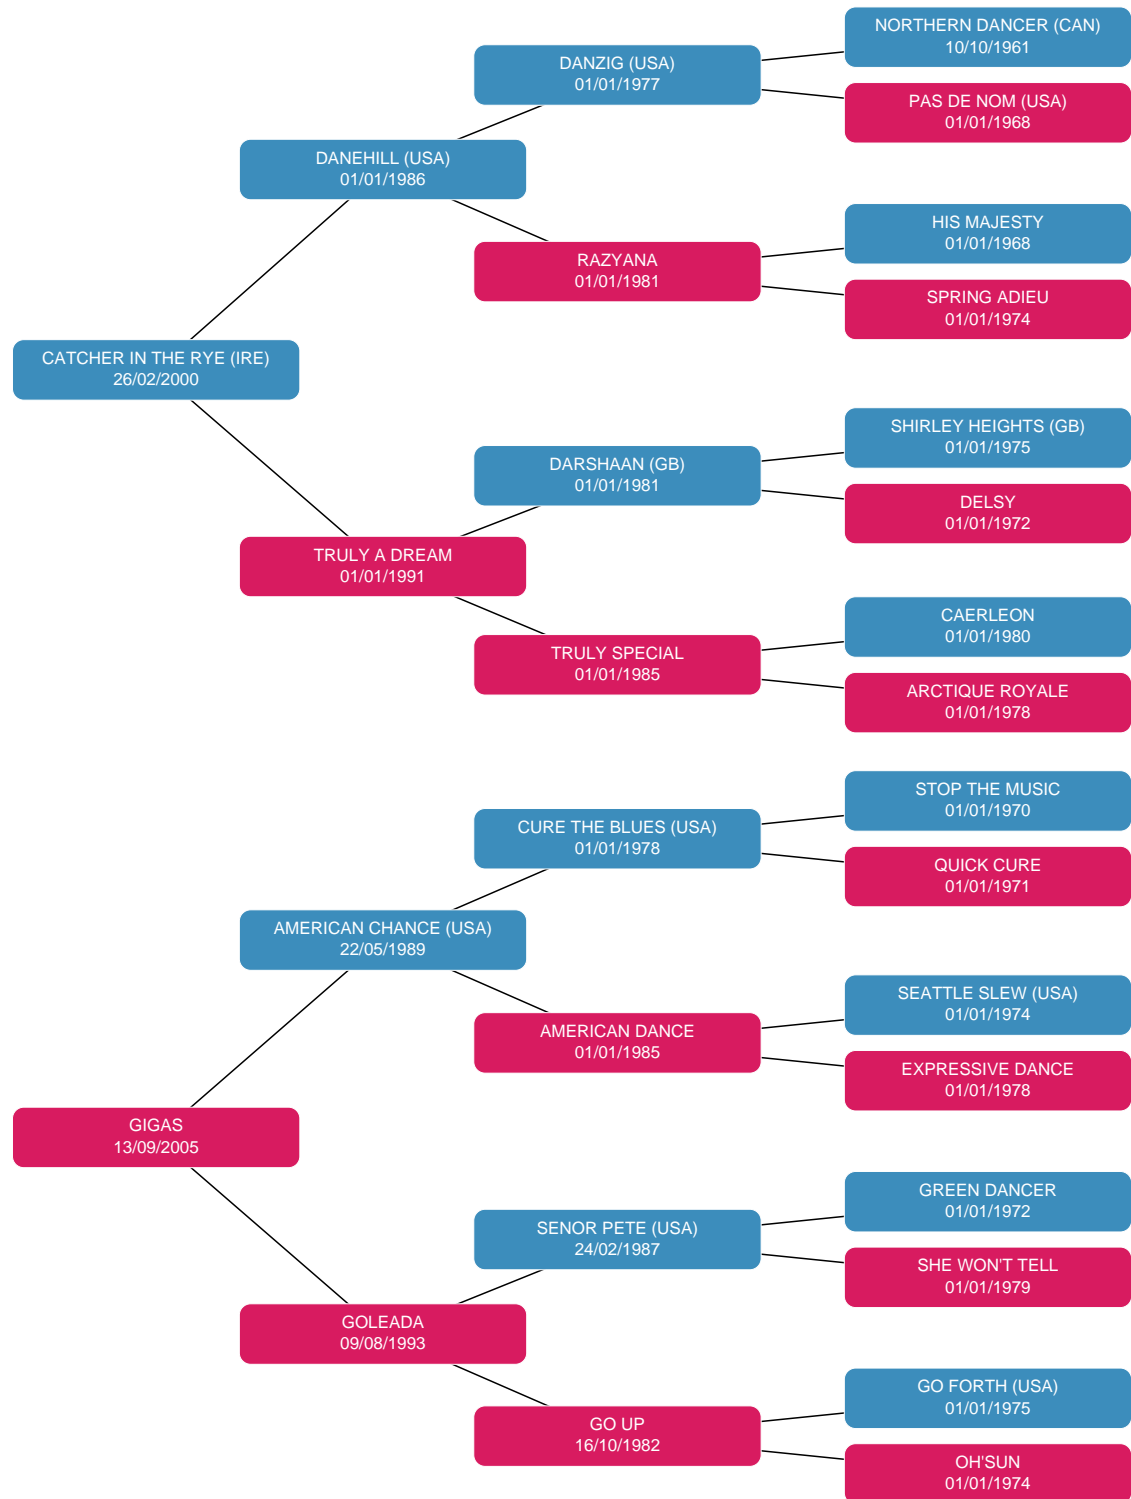 NORTHERN DANCER (CAN)
10/10/1961
DANZIG (USA)
01/01/1977
PAS DE NOM (USA)
01/01/1968
DANEHILL (USA)
01/01/1986
HIS MAJESTY
01/01/1968
RAZYANA
01/01/1981
SPRING ADIEU
01/01/1974
CATCHER IN THE RYE (IRE)
26/02/2000
SHIRLEY HEIGHTS (GB)
01/01/1975
DARSHAAN (GB)
01/01/1981
DELSY
01/01/1972
TRULY A DREAM
01/01/1991
CAERLEON
01/01/1980
TRULY SPECIAL
01/01/1985
ARCTIQUE ROYALE
01/01/1978
STOP THE MUSIC
01/01/1970
CURE THE BLUES (USA)
01/01/1978
QUICK CURE
01/01/1971
AMERICAN CHANCE (USA)
22/05/1989
SEATTLE SLEW (USA)
01/01/1974
AMERICAN DANCE
01/01/1985
EXPRESSIVE DANCE
01/01/1978
GIGAS
13/09/2005
GREEN DANCER
01/01/1972
SENOR PETE (USA)
24/02/1987
SHE WON'T TELL
01/01/1979
GOLEADA
09/08/1993
GO FORTH (USA)
01/01/1975
GO UP
16/10/1982
OH'SUN
01/01/1974